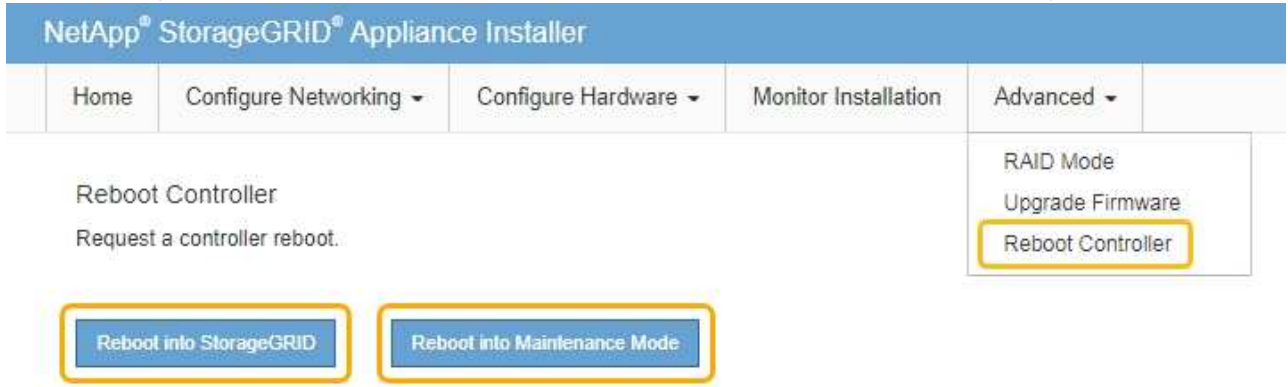 NetApp® StorageGRID® Appliance Installer
Home Configure Networking Configure Hardware Monitor Installation Advanced
RAID Mode
Upgrade Firmware
Reboot Controller
Reboot Controller
Request a controller reboot.
Reboot into StorageGRID Reboot into Maintenance Mode